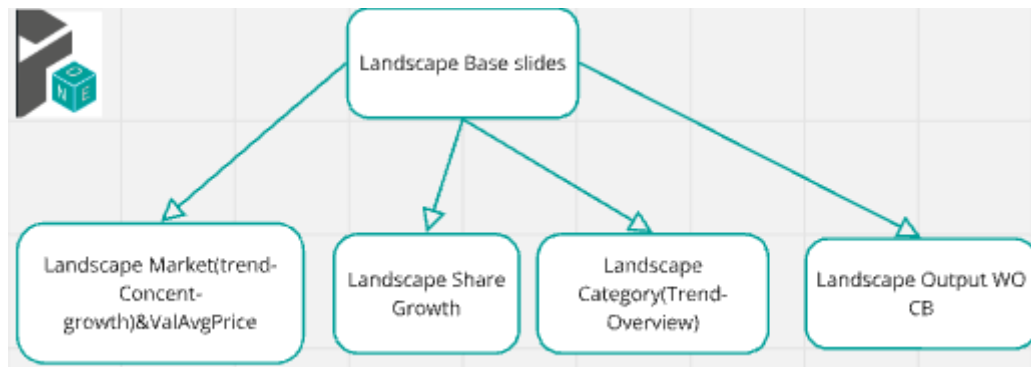 O
N E
Landscape Base slides
Landscape Market(trend-
Concent-
growth)&ValAvgPrice
Landscape Share
Growth
Landscape
Category(Trend-
Overview)
Landscape Output WO
CB